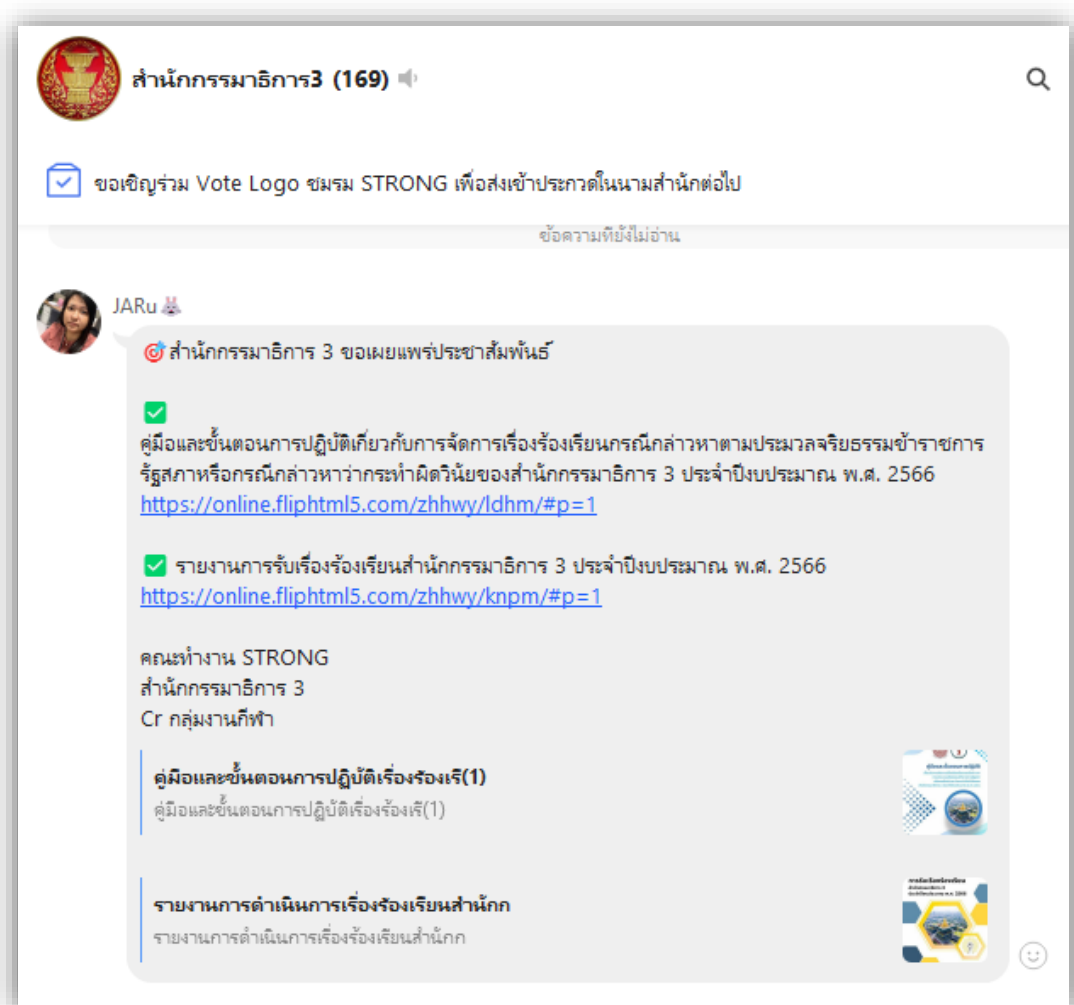 สำนักกรรมาธิการ3 (169)
ขอเชิญร่วม Vote Logo ชมรม STRONG เพื่อส่งเข้าประกวดในนามสำนักต่อไป
ข้อความที่ยังไม่อ่าน
JARu🐰
🎯 สำนักกรรมาธิการ 3 ขอเผยแพร่ประชาสัมพันธ์
✅
คู่มือและขั้นตอนการปฏิบัติเกี่ยวกับการจัดการเรื่องร้องเรียนกรณีกล่าวหาตามประมวลจริยธรรมข้าราชการ
รัฐสภาหรือกรณีกล่าวหาว่ากระทำผิดวินัยของสำนักกรรมาธิการ 3 ประจำปีงบประมาณ พ.ศ. 2566
https://online.fliphtml5.com/zhhwy/ldhm/#p=1
✅ รายงานการรับเรื่องร้องเรียนสำนักกรรมาธิการ 3 ประจำปีงบประมาณ พ.ศ. 2566
https://online.fliphtml5.com/zhhwy/knpm/#p=1
คณะทำงาน STRONG
สำนักกรรมาธิการ 3
Cr กลุ่มงานกีฬา
คู่มือและขั้นตอนการปฏิบัติเรื่องร้องเรี(1)
คู่มือและขั้นตอนการปฏิบัติเรื่องร้องเรี(1)
รายงานการดำเนินการเรื่องร้องเรียนสำนักก
รายงานการดำเนินการเรื่องร้องเรียนสำนักก